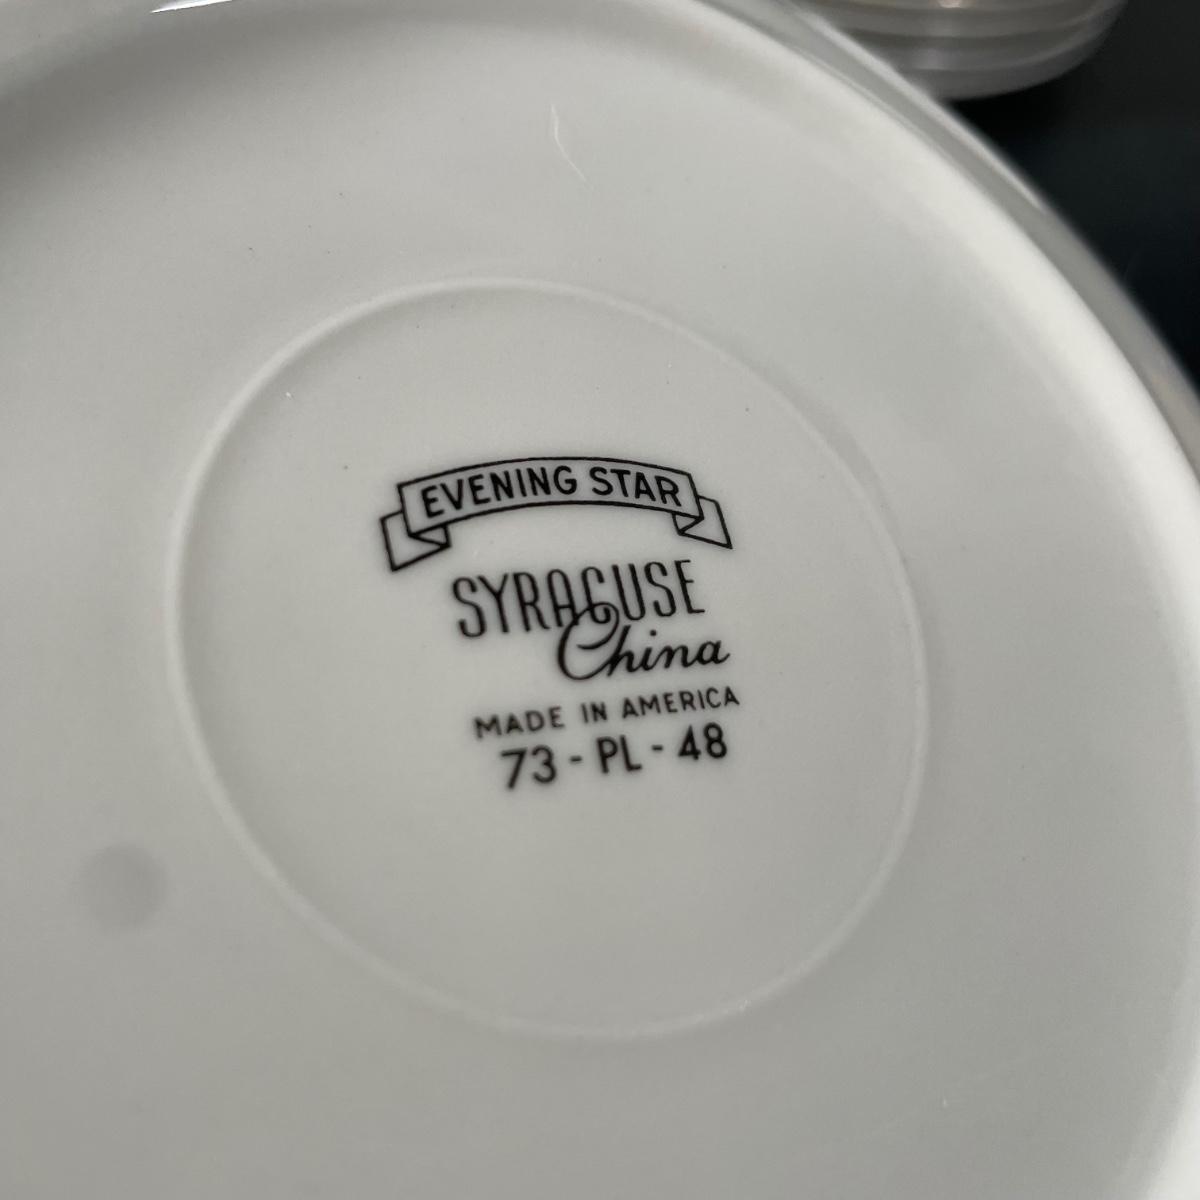 EVENING STAR
SYRACUSE
China
MADE IN AMERICA
73 - PL - 48